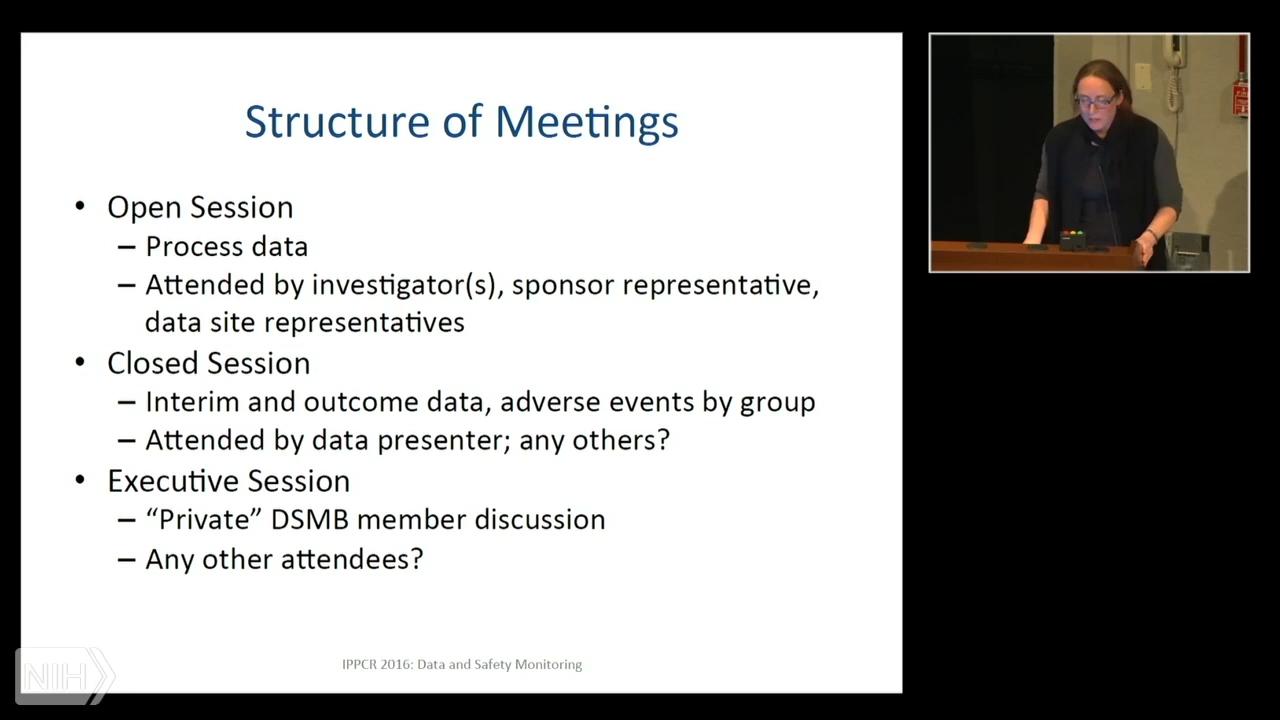 Structure of Meetings
• Open Session
– Process data
– Attended by investigator(s), sponsor representative,
data site representatives
• Closed Session
– Interim and outcome data, adverse events by group
– Attended by data presenter; any others?
• Executive Session
– “Private” DSMB member discussion
– Any other attendees?
IPPCR 2016: Data and Safety Monitoring
NIH